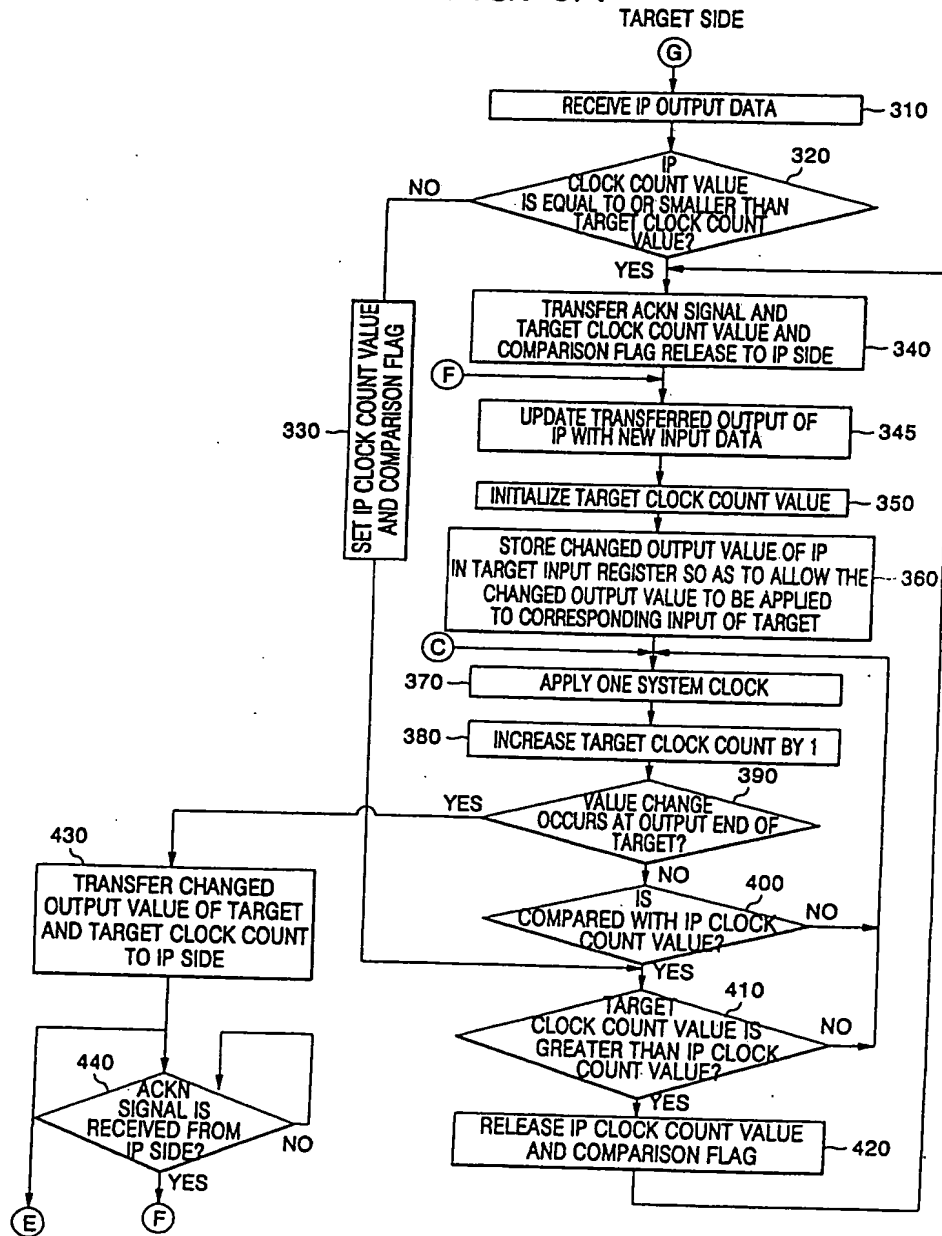 TARGET SIDE
G
RECEIVE IP OUTPUT DATA
310
320
IP
CLOCK COUNT VALUE
IS EQUAL TO OR SMALLER THAN
TARGET CLOCK COUNT
VALUE?
NO
YES
TRANSFER ACKN SIGNAL AND
TARGET CLOCK COUNT VALUE AND
COMPARISON FLAG RELEASE TO IP SIDE
340
330
SET IP CLOCK COUNT VALUE
AND COMPARISON FLAG
F
UPDATE TRANSFERRED OUTPUT OF
IP WITH NEW INPUT DATA
345
INITIALIZE TARGET CLOCK COUNT VALUE
350
STORE CHANGED OUTPUT VALUE OF IP
IN TARGET INPUT REGISTER SO AS TO ALLOW THE
CHANGED OUTPUT VALUE TO BE APPLIED
TO CORRESPONDING INPUT OF TARGET
360
C
370
APPLY ONE SYSTEM CLOCK
380
INCREASE TARGET CLOCK COUNT BY 1
390
VALUE CHANGE
OCCURS AT OUTPUT END OF
TARGET?
YES
NO
430
TRANSFER CHANGED
OUTPUT VALUE OF TARGET
AND TARGET CLOCK COUNT
TO IP SIDE
400
IS
COMPARED WITH IP CLOCK
COUNT VALUE?
NO
YES
410
TARGET
CLOCK COUNT VALUE IS
GREATER THAN IP CLOCK
COUNT VALUE?
NO
YES
440
ACKN
SIGNAL IS
RECEIVED FROM
IP SIDE?
NO
YES
RELEASE IP CLOCK COUNT VALUE
AND COMPARISON FLAG
420
E
F